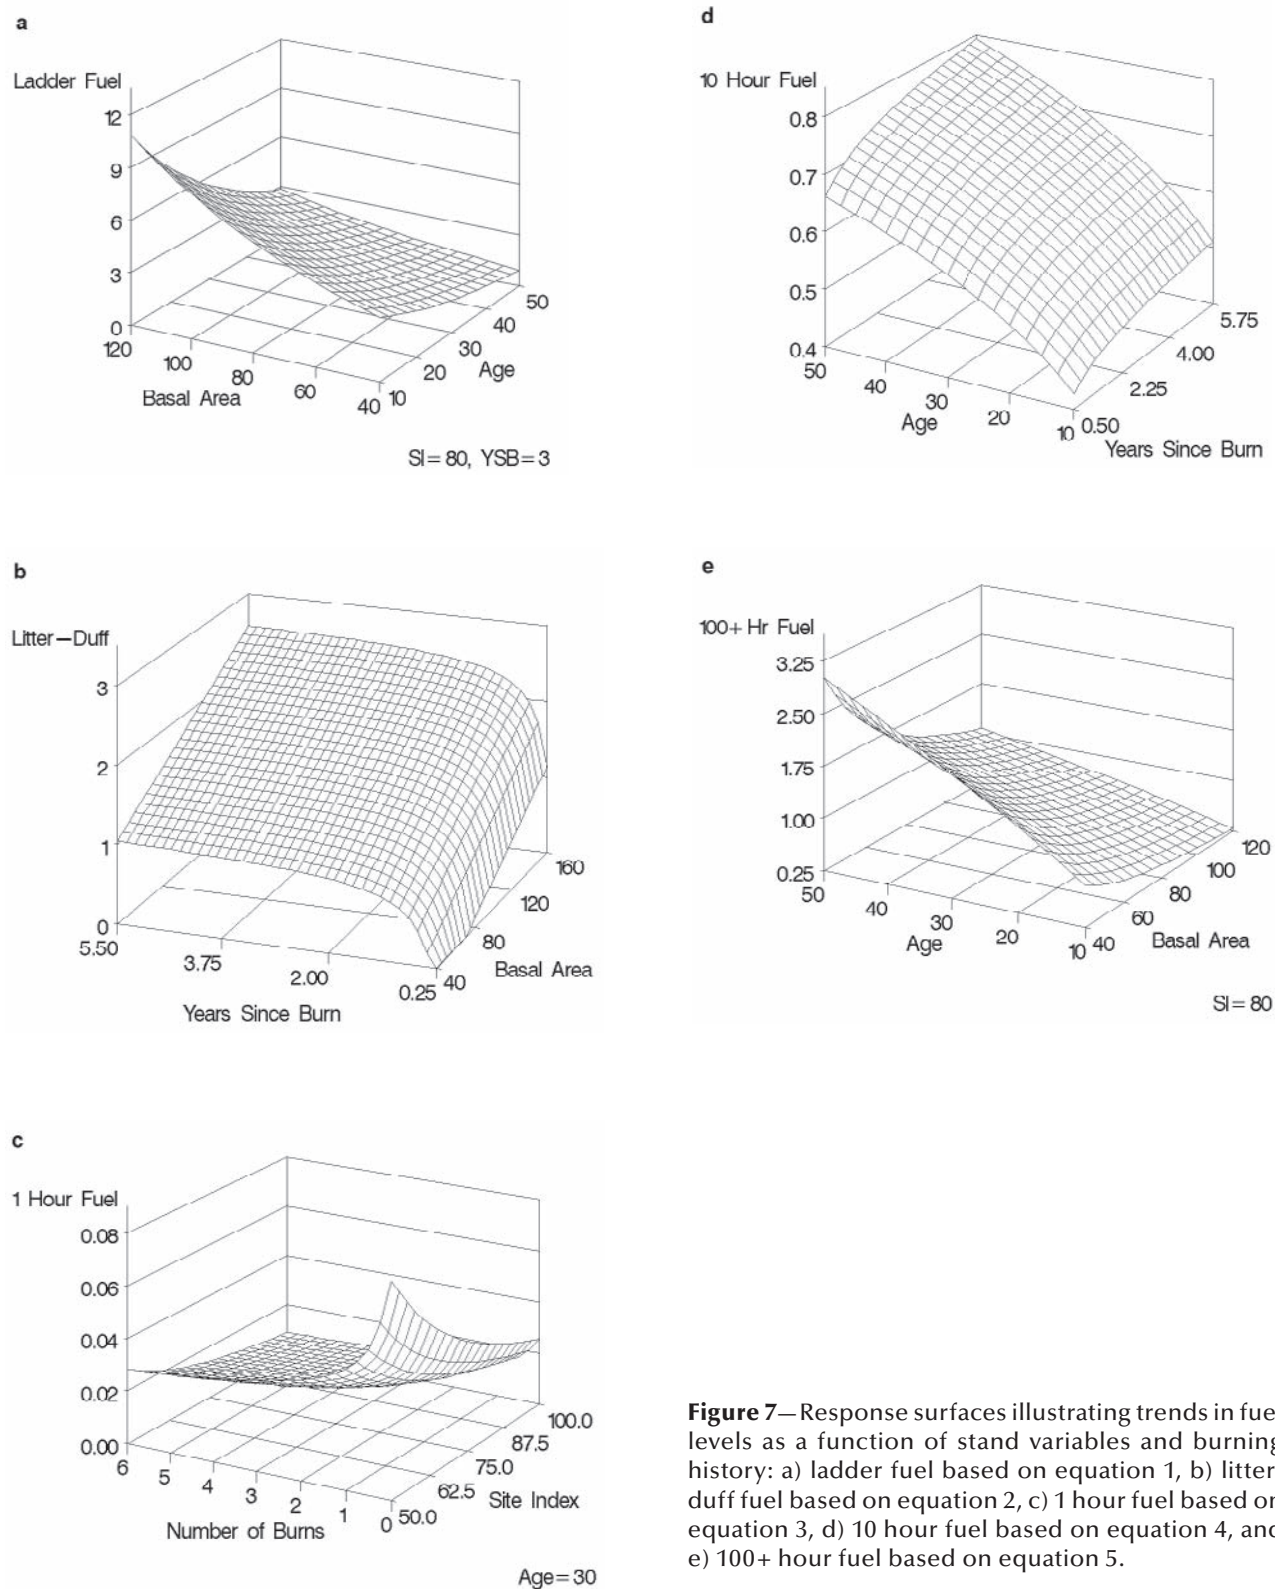 a
Ladder Fuel
12
9
6
3
0
120
100
80
60
40
10
20
30
40
50
Basal Area
Age
SI=80, YSB=3
d
10 Hour Fuel
0.8
0.7
0.6
0.5
0.4
50
40
30
20
10
0.50
2.25
4.00
5.75
Age
Years Since Burn
b
Litter–Duff
3
2
1
0
5.50
3.75
2.00
0.25
40
80
120
160
Years Since Burn
Basal Area
e
100+ Hr Fuel
3.25
2.50
1.75
1.00
0.25
50
40
30
20
10
40
60
80
100
120
Age
Basal Area
SI=80
c
1 Hour Fuel
0.08
0.06
0.04
0.02
0.00
6
5
4
3
2
1
0
50.0
62.5
75.0
87.5
100.0
Number of Burns
Site Index
Age=30
Figure 7—Response surfaces illustrating trends in fue
levels as a function of stand variables and burning
history: a) ladder fuel based on equation 1, b) litter
duff fuel based on equation 2, c) 1 hour fuel based on
equation 3, d) 10 hour fuel based on equation 4, and
e) 100+ hour fuel based on equation 5.